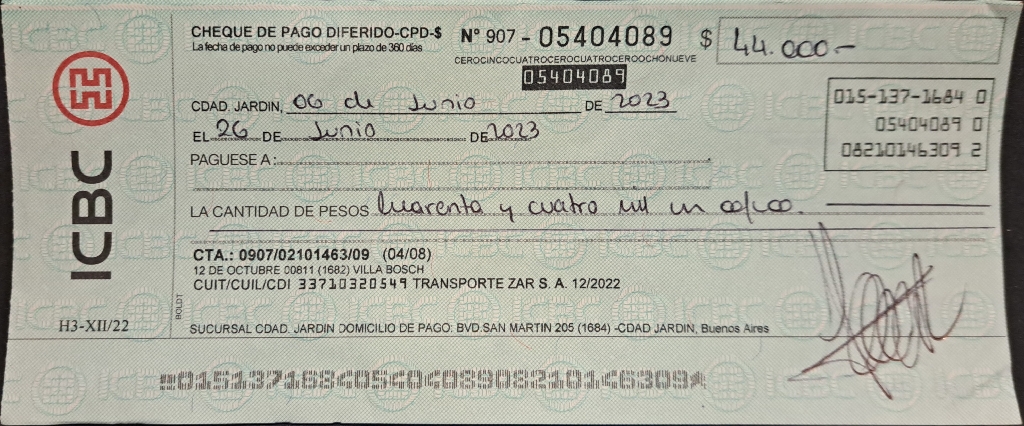 CHEQUE DE PAGO DIFERIDO-CPD-$ Nº 907 - 05404089 $ 44.000-
La fecha de pago no puede exceder un plazo de 360 días
CEROCINCOCUATROCEROCUATROCEROOCHONUEVE
05404089
CDAD. JARDIN, 06 de Junio DE 2023
EL 26 DE Junio DE 2023
PAGUESE A:
015-137-1684 0
05404089 0
08210146309 2
LA CANTIDAD DE PESOS Cuarenta y cuatro mil
CTA.: 0907/02101463/09 (04/08)
12 DE OCTUBRE 00811 (1682) VILLA BOSCH
CUIT/CUIL/CDI 33710320549 TRANSPORTE ZAR S. A. 12/2022
SUCURSAL CDAD. JARDIN DOMICILIO DE PAGO: BVD.SAN MARTIN 205 (1684) -CDAD JARDIN, Buenos Aires
ICBC
H3-XII/22
BOLDT
01513716840540408908210146309